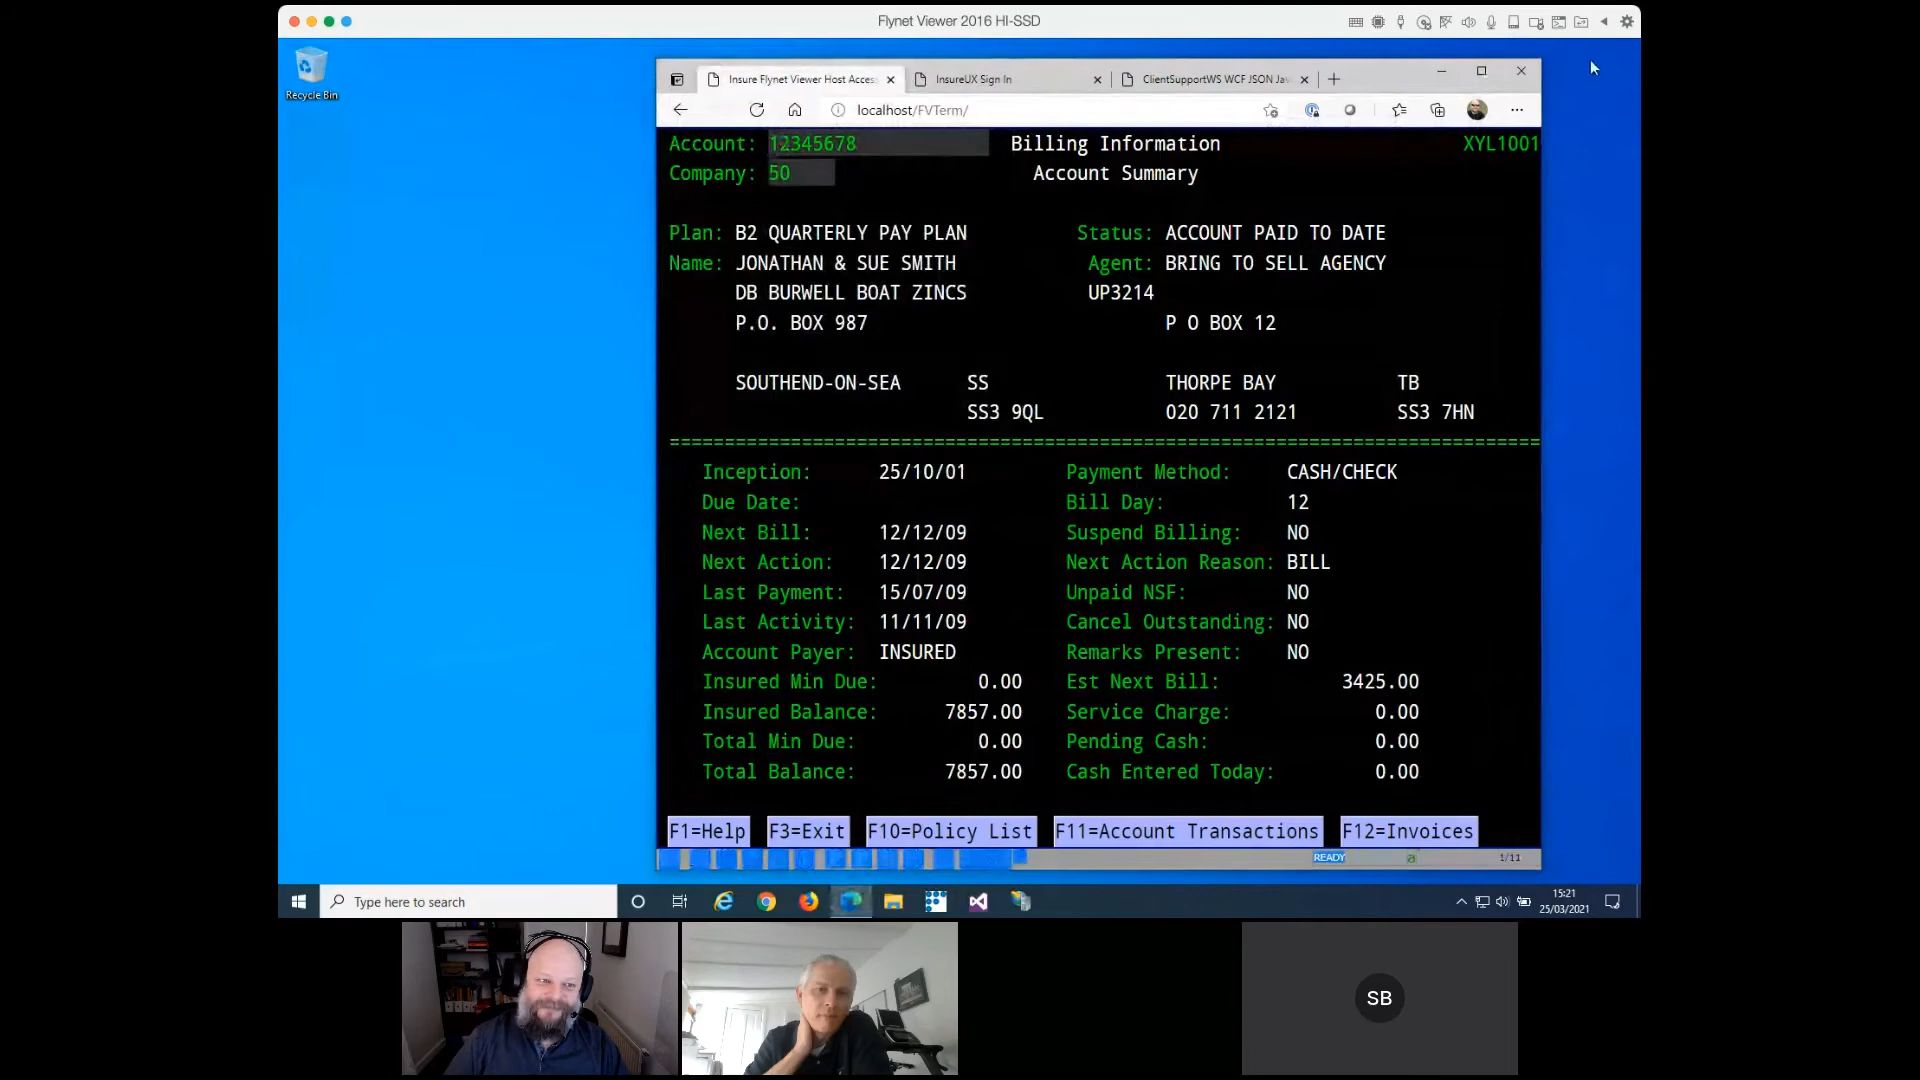 Flynet Viewer 2016 HI-SSD
Recycle Bin
Insure Flynet Viewer Host Acces
InsureUX Sign In
ClientSupportWS WCF JSON Jav
localhost/FVTerm/
Account: 12345678 Billing Information XYL1001
Company: 50 Account Summary
Plan: B2 QUARTERLY PAY PLAN Status: ACCOUNT PAID TO DATE
Name: JONATHAN & SUE SMITH Agent: BRING TO SELL AGENCY
DB BURWELL BOAT ZINCS UP3214
P.O. BOX 987 P O BOX 12
SOUTHEND-ON-SEA SS THORPE BAY TB
SS3 9QL 020 711 2121 SS3 7HN
================================================================================
Inception: 25/10/01 Payment Method: CASH/CHECK
Due Date: Bill Day: 12
Next Bill: 12/12/09 Suspend Billing: NO
Next Action: 12/12/09 Next Action Reason: BILL
Last Payment: 15/07/09 Unpaid NSF: NO
Last Activity: 11/11/09 Cancel Outstanding: NO
Account Payer: INSURED Remarks Present: NO
Insured Min Due: 0.00 Est Next Bill: 3425.00
Insured Balance: 7857.00 Service Charge: 0.00
Total Min Due: 0.00 Pending Cash: 0.00
Total Balance: 7857.00 Cash Entered Today: 0.00
F1=Help F3=Exit F10=Policy List F11=Account Transactions F12=Invoices
READY a 1/11
Type here to search
15:21
25/03/2021
SB